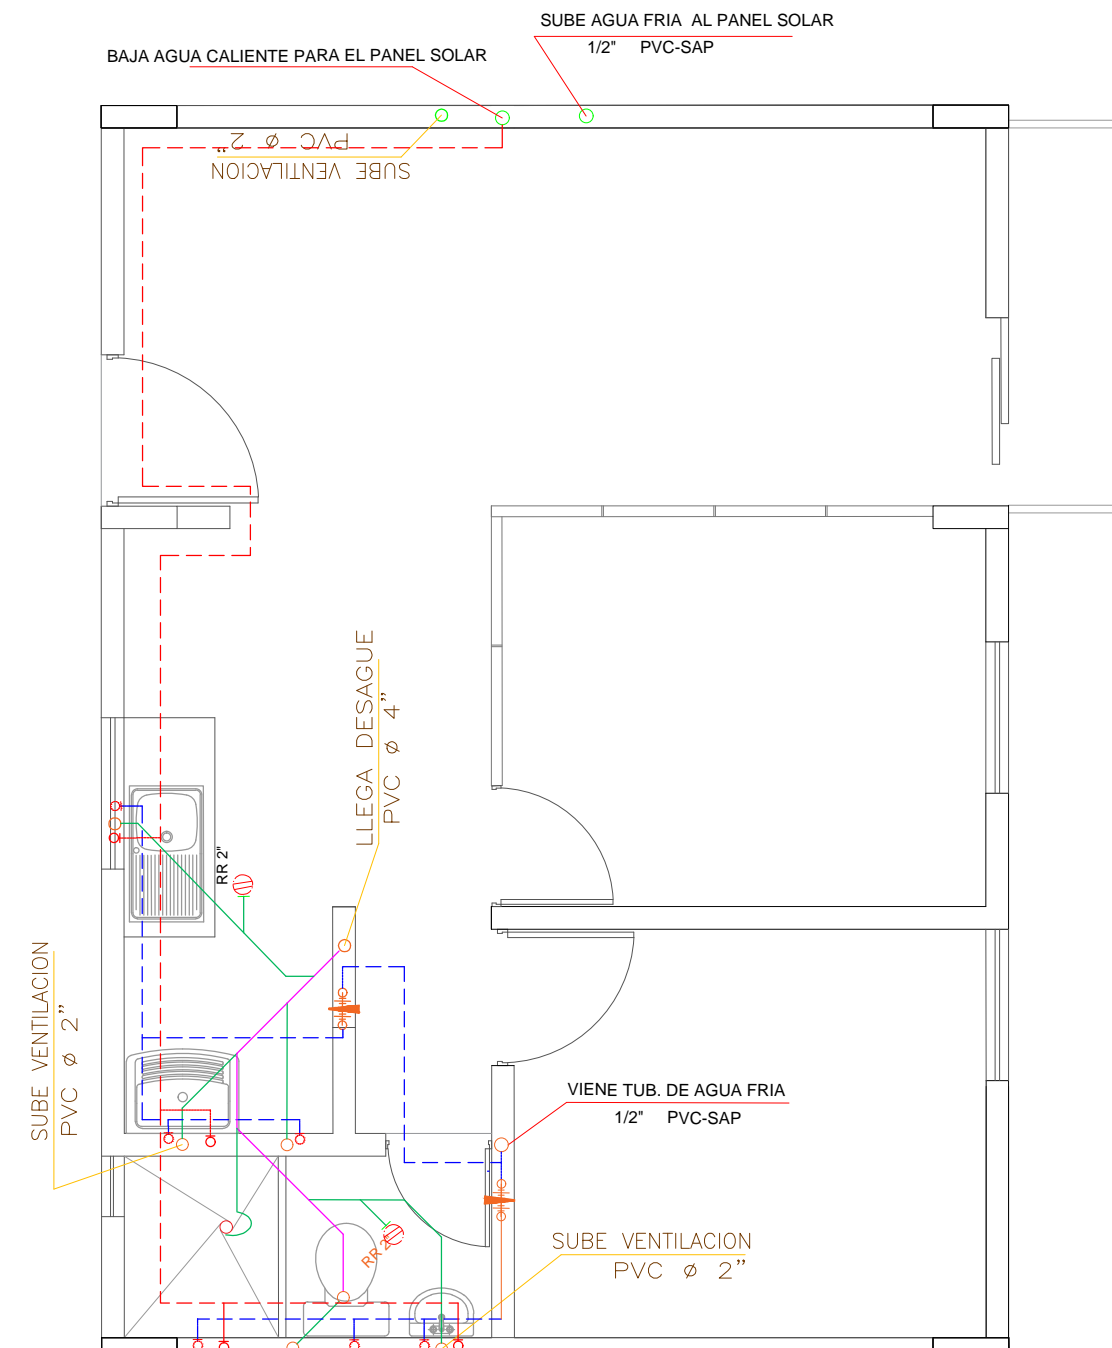 SUBE AGUA FRIA AL PANEL SOLAR
1/2" PVC-SAP
BAJA AGUA CALIENTE PARA EL PANEL SOLAR
SUBE VENTILACION
PVC ø 2"
LLEGA DESAGUE
PVC ø 4"
RR 2"
SUBE VENTILACION
PVC ø 2"
VIENE TUB. DE AGUA FRIA
1/2" PVC-SAP
RR 2"
SUBE VENTILACION
PVC ø 2"